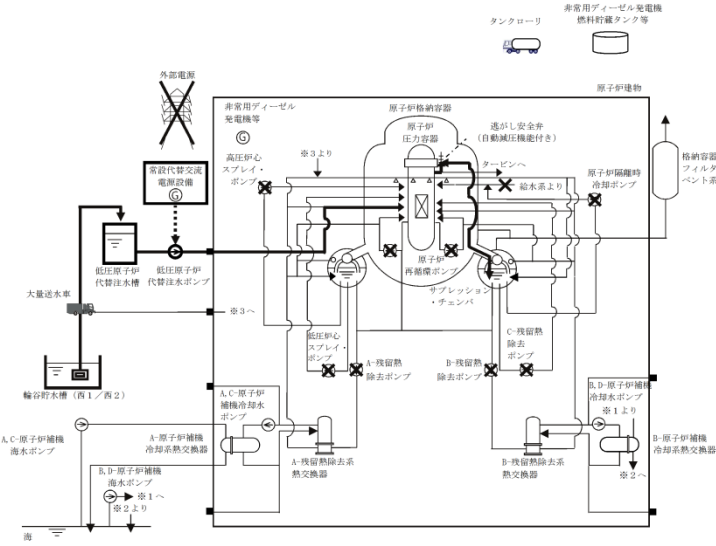 タンクローリ
非常用ディーゼル発電機
燃料貯蔵タンク等
外部電源
原子炉建物
非常用ディーゼル
発電機等
G
原子炉格納容器
原子炉
圧力容器
逃がし安全弁
(自動減圧機能付き)
※3より
タービンへ
給水系より
高圧炉心
スプレイ・
ポンプ
原子炉隔離時
冷却ポンプ
格納容器
フィルタ
ベント系
常設代替交流
電源設備
G
低圧原子炉
代替注水槽
低圧原子炉
代替注水ポンプ
原子炉
再循環ポンプ
サプレッション
・チェンバ
大量送水車
※3へ
低圧炉心
スプレイ・
ポンプ
A-残留熱
除去ポンプ
B-残留熱
除去ポンプ
C-残留熱
除去
ポンプ
輪谷貯水槽(西1/西2)
A,C-原子炉
補機冷却水
ポンプ
B,D-原子炉補機
冷却水ポンプ
※1より
A,C-原子炉補機
海水ポンプ
A-原子炉補機
冷却系熱交換器
B-原子炉補機
冷却系熱交換器
A-残留熱除去系
熱交換器
B-残留熱除去系
熱交換器
※2へ
B,D-原子炉補機
海水ポンプ
※1へ
※2より
海